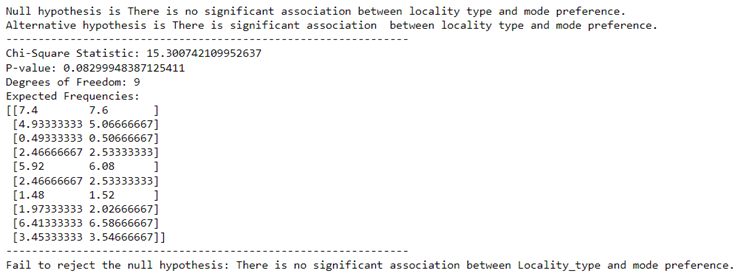 Null hypothesis is There is no significant association between locality type and mode preference.
Alternative hypothesis is There is significant association  between locality type and mode preference.
------------------------------------------------------------
Chi-Square Statistic: 15.300742109952637
P-value: 0.08299948387125411
Degrees of Freedom: 9
Expected Frequencies:
[[7.4        7.6       ]
 [4.93333333 5.06666667]
 [0.49333333 0.50666667]
 [2.46666667 2.53333333]
 [5.92       6.08      ]
 [2.46666667 2.53333333]
 [1.48       1.52      ]
 [1.97333333 2.02666667]
 [6.41333333 6.58666667]
 [3.45333333 3.54666667]]
------------------------------------------------------------
Fail to reject the null hypothesis: There is no significant association between Locality_type and mode preference.